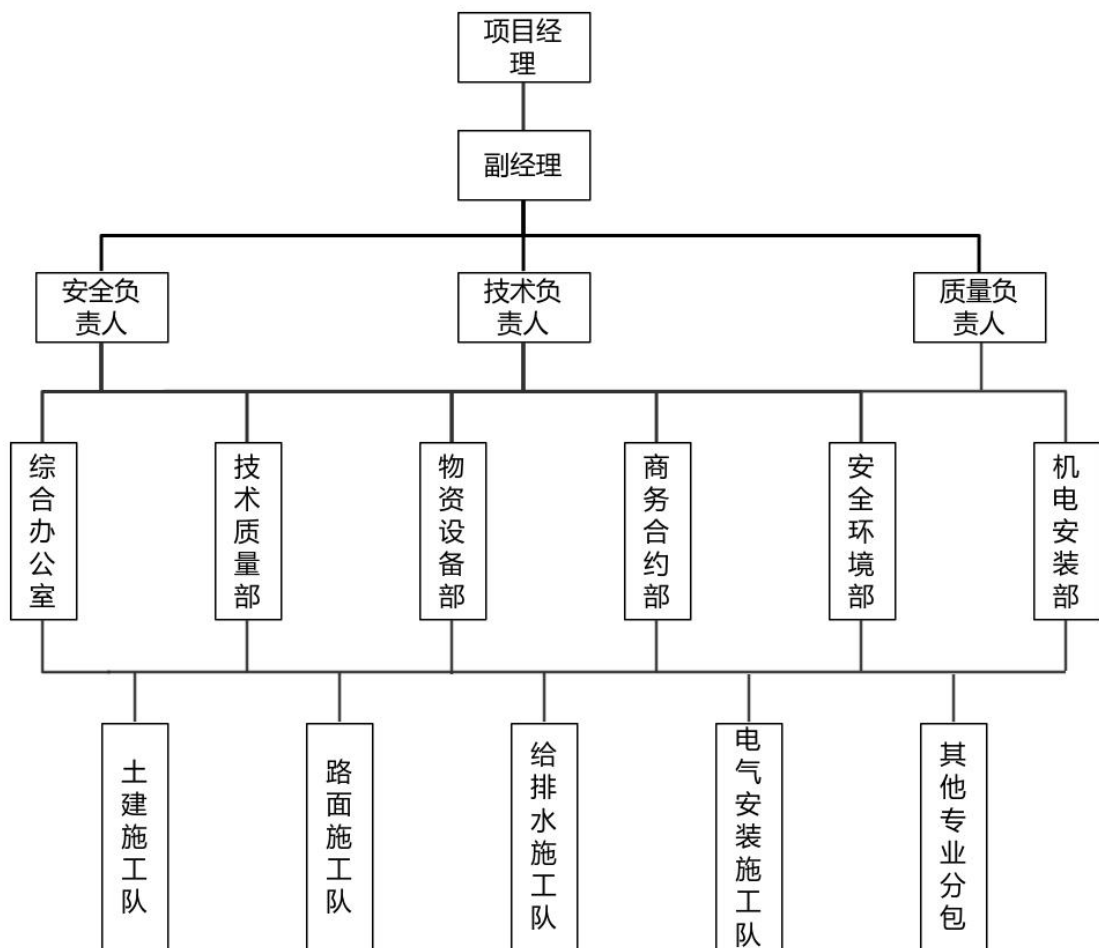 项目经
理
副经理
安全负
责人
技术负
责人
质量负
责人
综合办公室
技术质量部
物资设备部
商务合约部
安全环境部
机电安装部
土建施工队
路面施工队
给排水施工队
电气安装施工队
其他专业分包